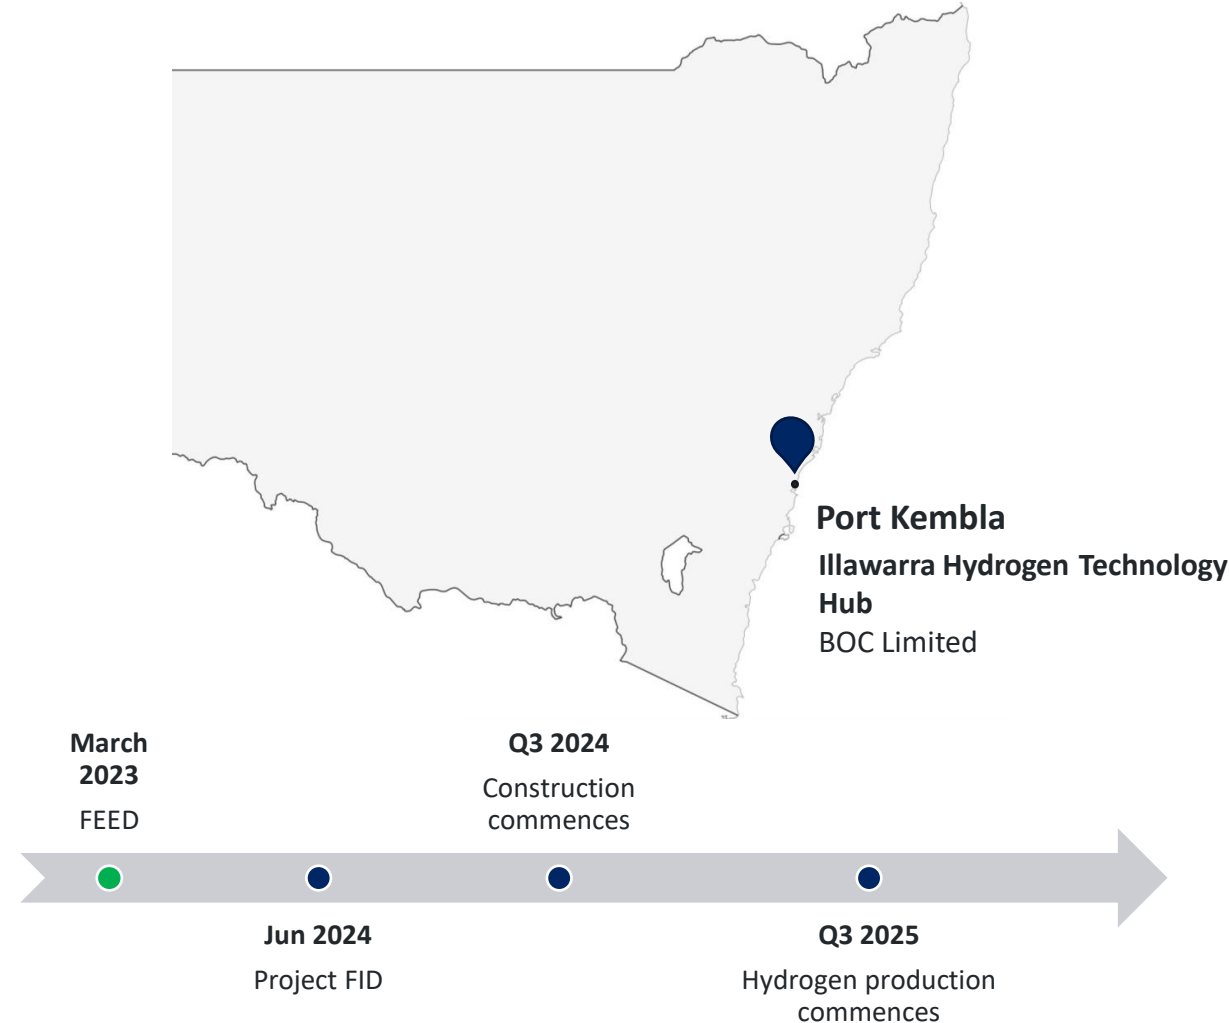 Port Kembla
Illawarra Hydrogen Technology
Hub
BOC Limited
March
2023
FEED
Q3 2024
Construction
commences
Jun 2024
Project FID
Q3 2025
Hydrogen production
commences